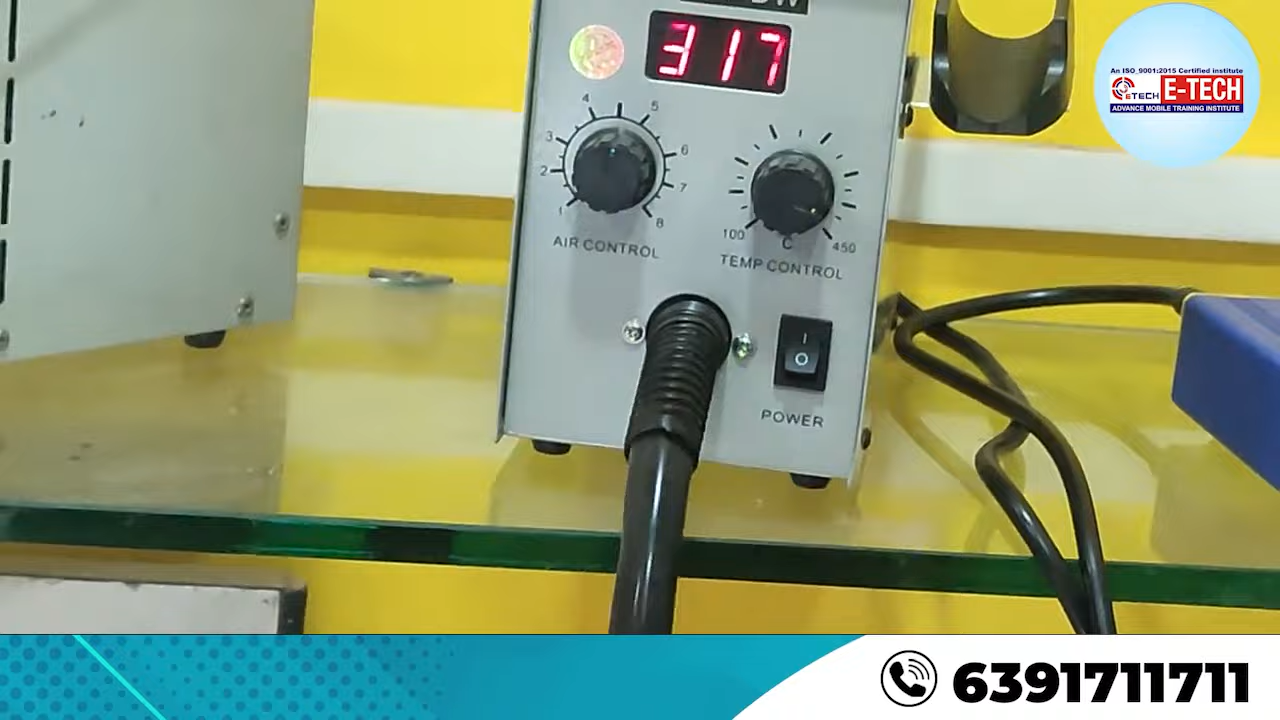 317
4
5
3
6
2
7
1
8
AIR CONTROL
100
C
450
TEMP CONTROL
I
O
POWER
An ISO_9001:2015 Certified institute
ETECH E-TECH
ADVANCE MOBILE TRAINING INSTITUTE
6391711711